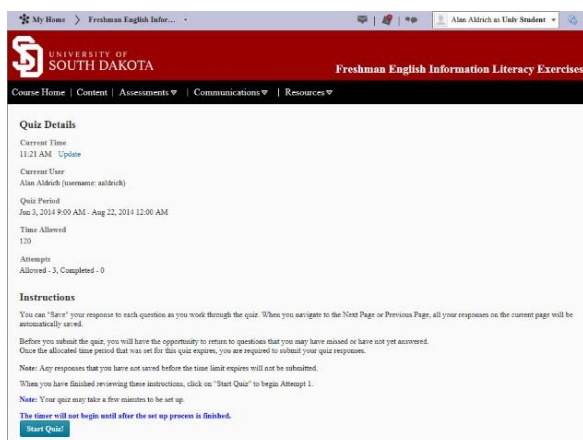 My Home > Freshman English Infor...
Alan Aldrich as Univ Student
UNIVERSITY OF
SOUTH DAKOTA
Freshman English Information Literacy Exercises
Course Home | Content | Assessments | Communications | Resources
Quiz Details
Current Time
11:21 AM Update
Current User
Alan Aldrich (username: aaldrich)
Quiz Period
Jun 3, 2014 9:00 AM - Aug 22, 2014 12:00 AM
Time Allowed
120
Attempts
Allowed - 3, Completed - 0
Instructions
You can "Save" your response to each question as you work through the quiz. When you navigate to the Next Page or Previous Page, all your responses on the current page will be
automatically saved.
Before you submit the quiz, you will have the opportunity to return to questions that you may have missed or have not yet answered.
Once the allocated time period that was set for this quiz expires, you are required to submit your quiz responses.
Note: Any responses that you have not saved before the time limit expires will not be submitted.
When you have finished reviewing these instructions, click on "Start Quiz" to begin Attempt 1.
Note: Your quiz may take a few minutes to be set up.
The timer will not begin until after the set up process is finished.
Start Quiz!